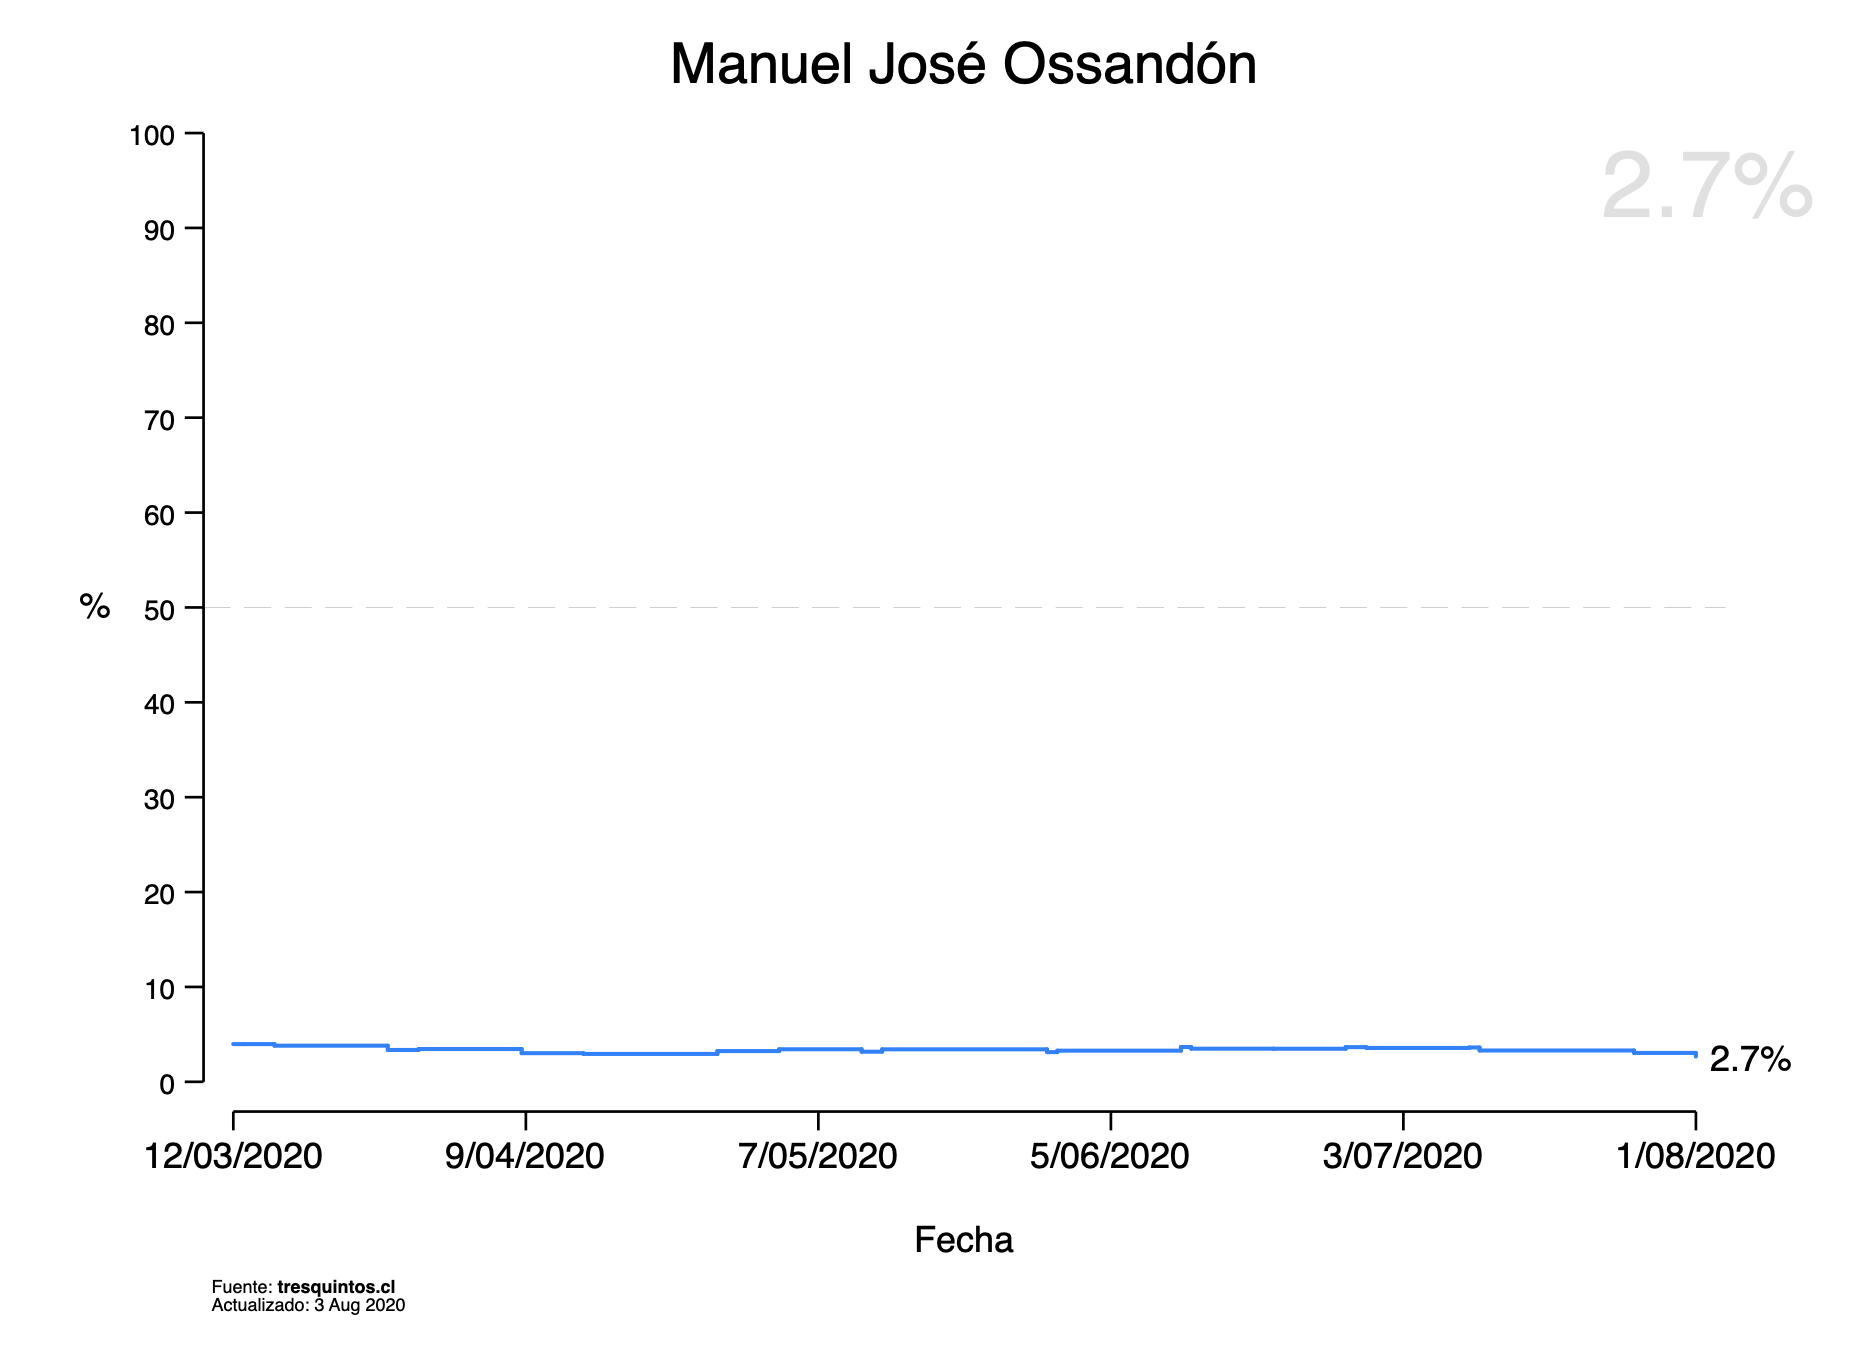 Manuel José Ossandón
2.7%
100
90
80
70
60
50
40
30
20
10
0
%
2.7%
12/03/2020 9/04/2020 7/05/2020 5/06/2020 3/07/2020 1/08/2020
Fecha
Fuente: tresquintos.cl
Actualizado: 3 Aug 2020